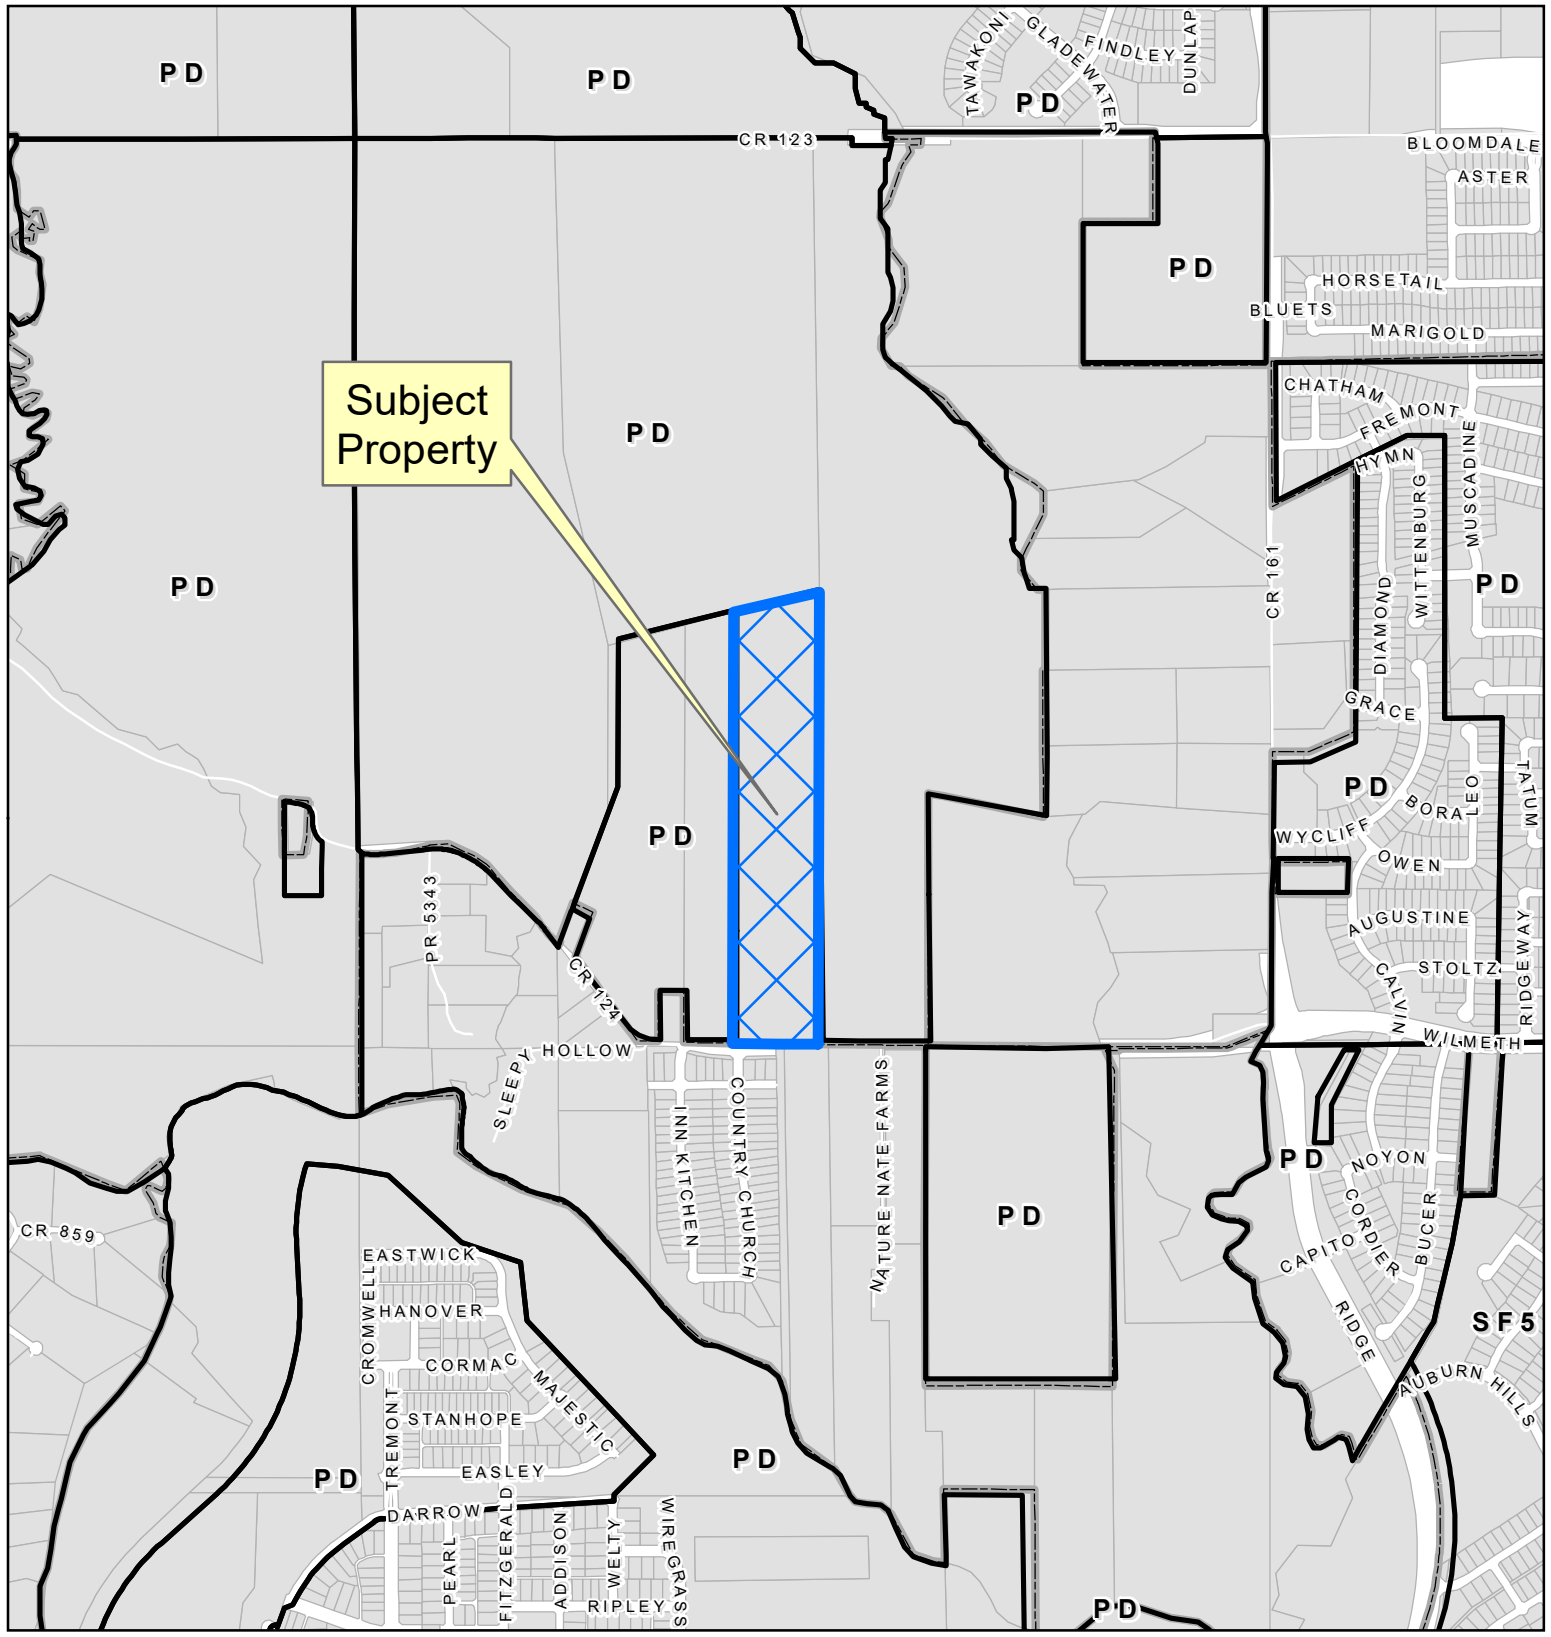 TAWAKONI
GLADEWATER
FINDLEY
DUNLAP
PD
PD
PD
CR 123
BLOOMDALE
ASTER
PD
HORSETAIL
BLUETS
MARIGOLD
Subject
Property
CHATHAM
FREMONT
PD
HYMN
WITTENBURG
MUSCADINE
CR 161
PD
PD
DIAMOND
GRACE
PD
TATUM
LEO
BORA
PD
WYCLIFF
OWEN
PR 5343
AUGUSTINE
RIDGEWAY
CR 124
CALVIN
STOLTZ
WILMETH
HOLLOW
SLEEPY
INN KITCHEN
COUNTRY CHURCH
NATURE NATE FARMS
PD
NOYON
PD
CORDIER
BUCER
CAPITO
CR 859
EASTWICK
CROMWELL
HANOVER
RIDGE
SF5
CORMAC
MAJESTIC
AUBURN HILLS
STANHOPE
TREMONT
PD
EASLEY
PD
DARROW
FITZGERALD
PEARL
ADDISON
WELTY
WIREGRASS
RIPLEY
PD